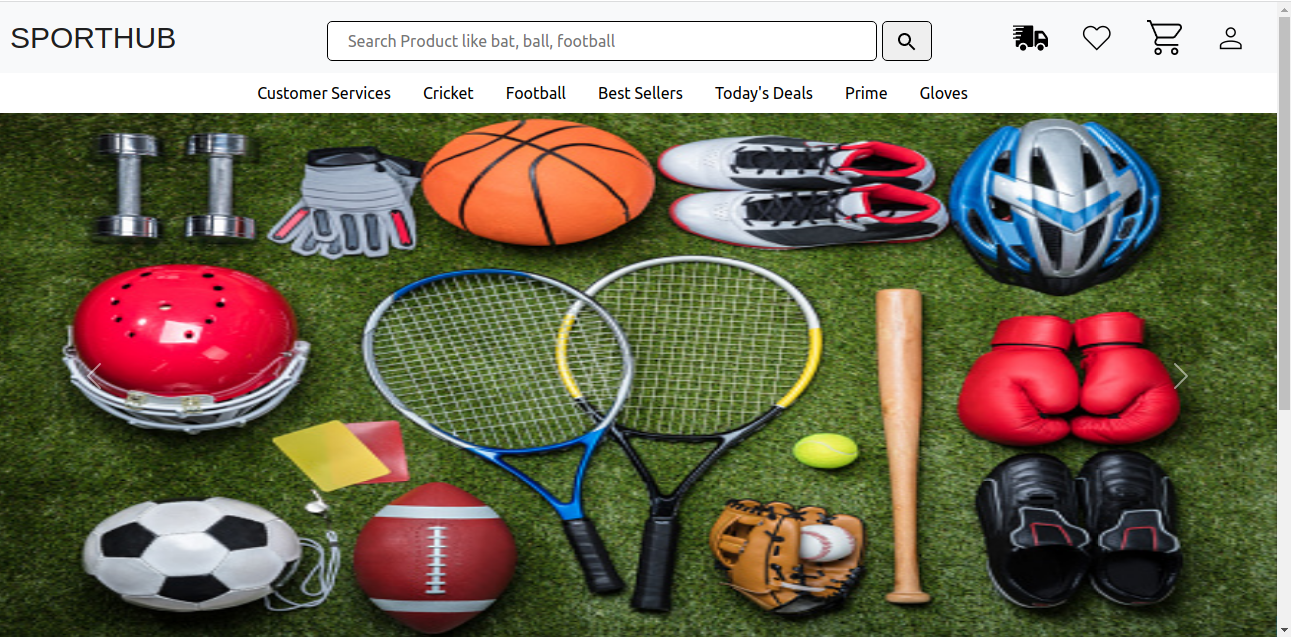 SPORTHUB
Search Product like bat, ball, football
Customer Services Cricket Football Best Sellers Today's Deals Prime Gloves